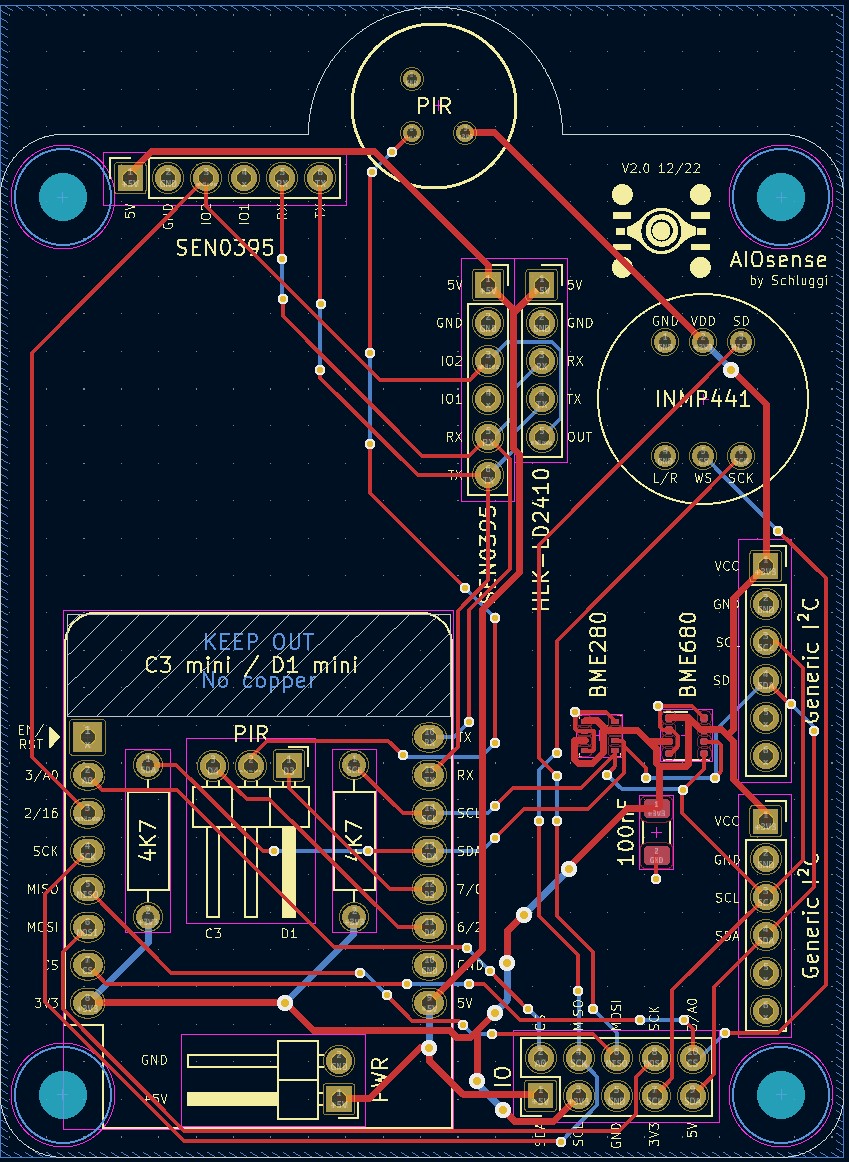 PIR
V2.0 12/22
5V
GND
IO2
IO1
RX
TX
SEN0395
AIOsense
by Schluggi
5V
GND
IO2
IO1
RX
TX
5V
GND
RX
TX
OUT
GND VDD SD
INMP441
L/R WS SCK
SEN0395
HLK-LD2410
VCC
GND
SCL
SDA
Generic I²C
BME280
BME680
KEEP OUT
C3 mini / D1 mini
No copper
EN/
RST
3/A0
2/16
SCK
MISO
MOSI
CS
3V3
PIR
4K7
4K7
C3
D1
TX
RX
SCL
SDA
7/0
6/2
GND
5V
100nF
VCC
GND
SCL
SDA
Generic I²C
GND
+5V
PWR
IO
CS
MISO
MOSI
SCK
3/A0
SDA
SCL
GND
3V3
5V